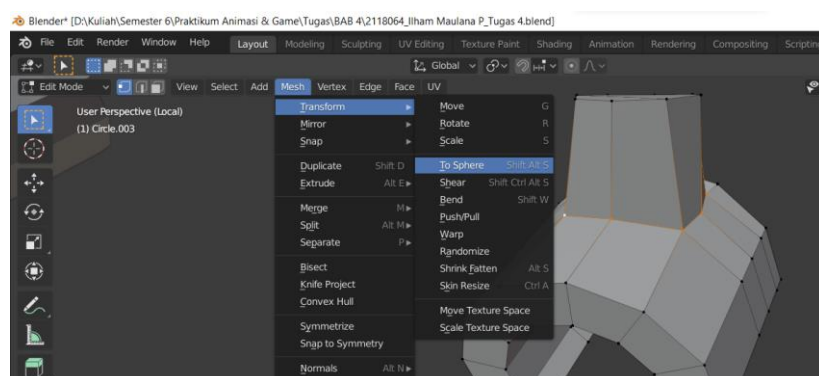 Blender* [D:\Kuliah\Semester 6\Praktikum Animasi & Game\Tugas\BAB 4\2118064_Ilham Maulana P_Tugas 4.blend]
File Edit Render Window Help Layout Modeling Sculpting UV Editing Texture Paint Shading Animation Rendering Compositing Scripting
Global
Edit Mode View Select Add Mesh Vertex Edge Face UV
User Perspective (Local)
(1) Circle.003
Transform
Mirror
Snap
Duplicate Shift D
Extrude Alt E
Merge M
Split Alt M
Separate P
Bisect
Knife Project
Convex Hull
Symmetrize
Snap to Symmetry
Normals Alt N
Move G
Rotate R
Scale S
To Sphere Shift Alt S
Shear Shift Ctrl Alt S
Bend Shift W
Push/Pull
Warp
Randomize
Shrink Fatten Alt S
Skin Resize Ctrl A
Move Texture Space
Scale Texture Space